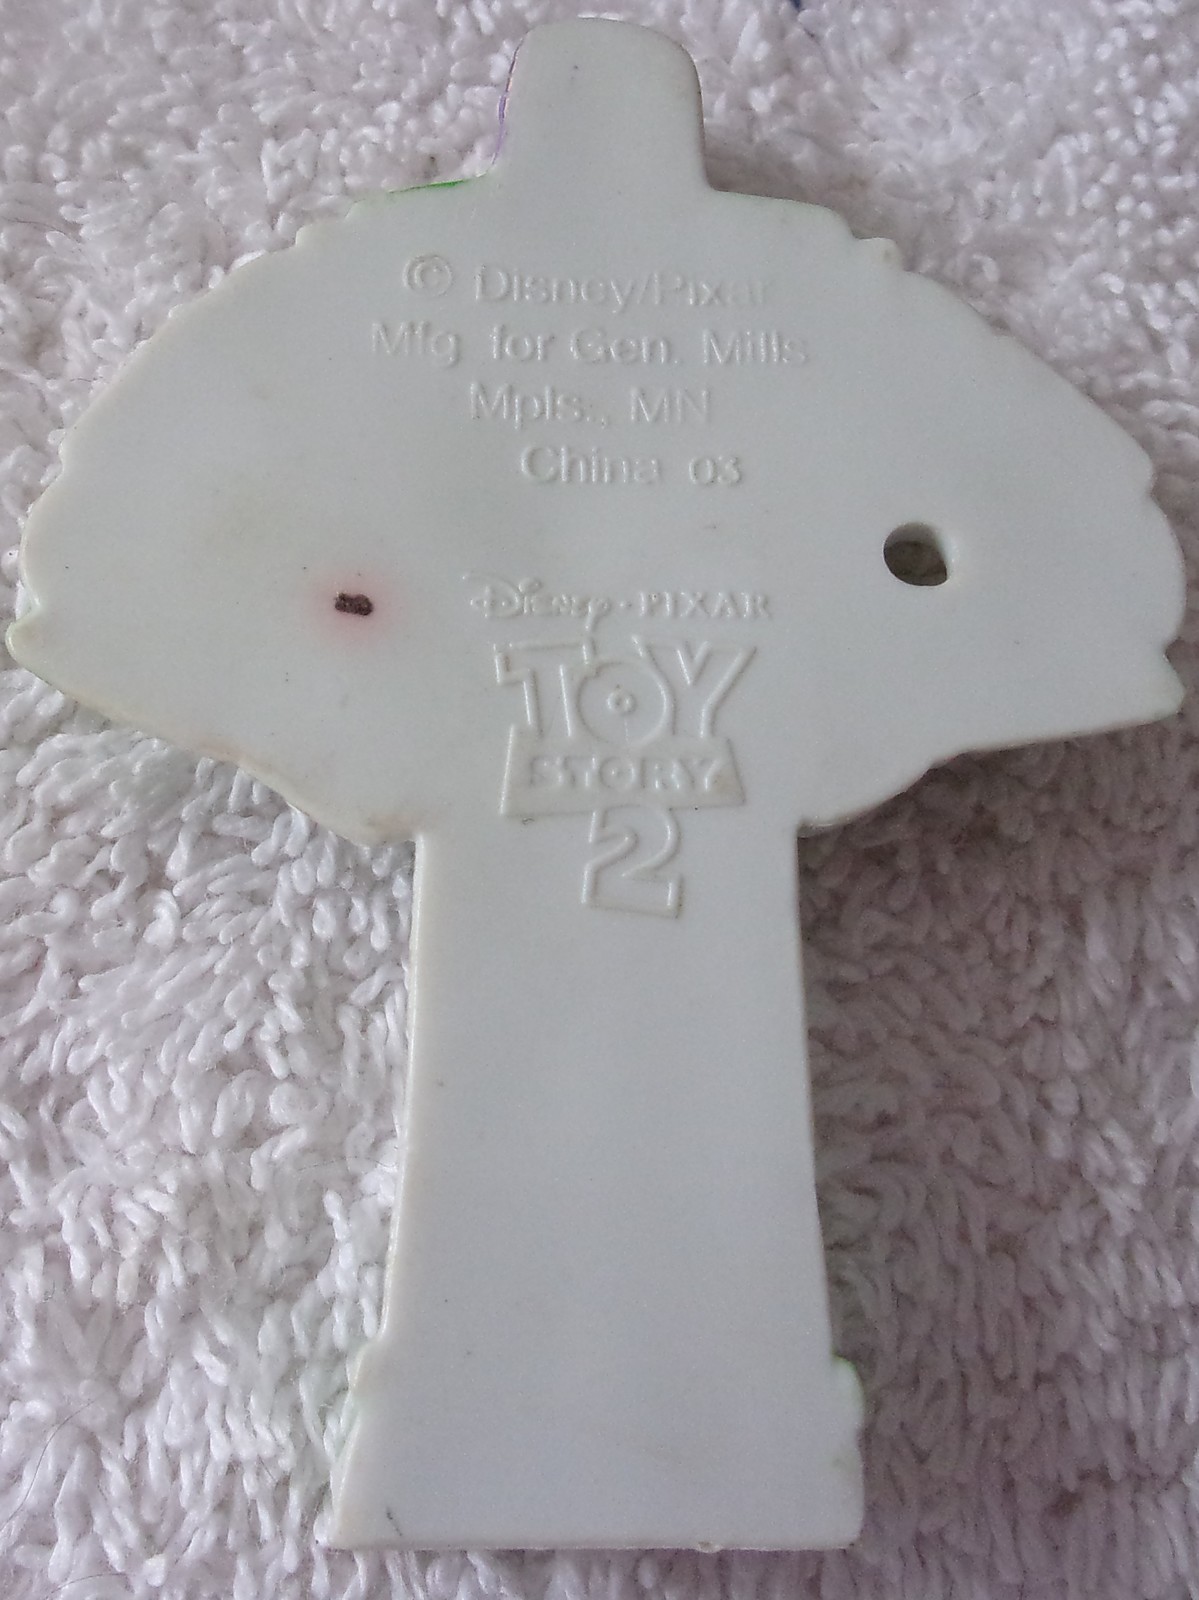 © Disney/Pixar
Mfg for Gen. Mills
Mpls., MN
China 03
Disney · PIXAR
TOY
STORY
2